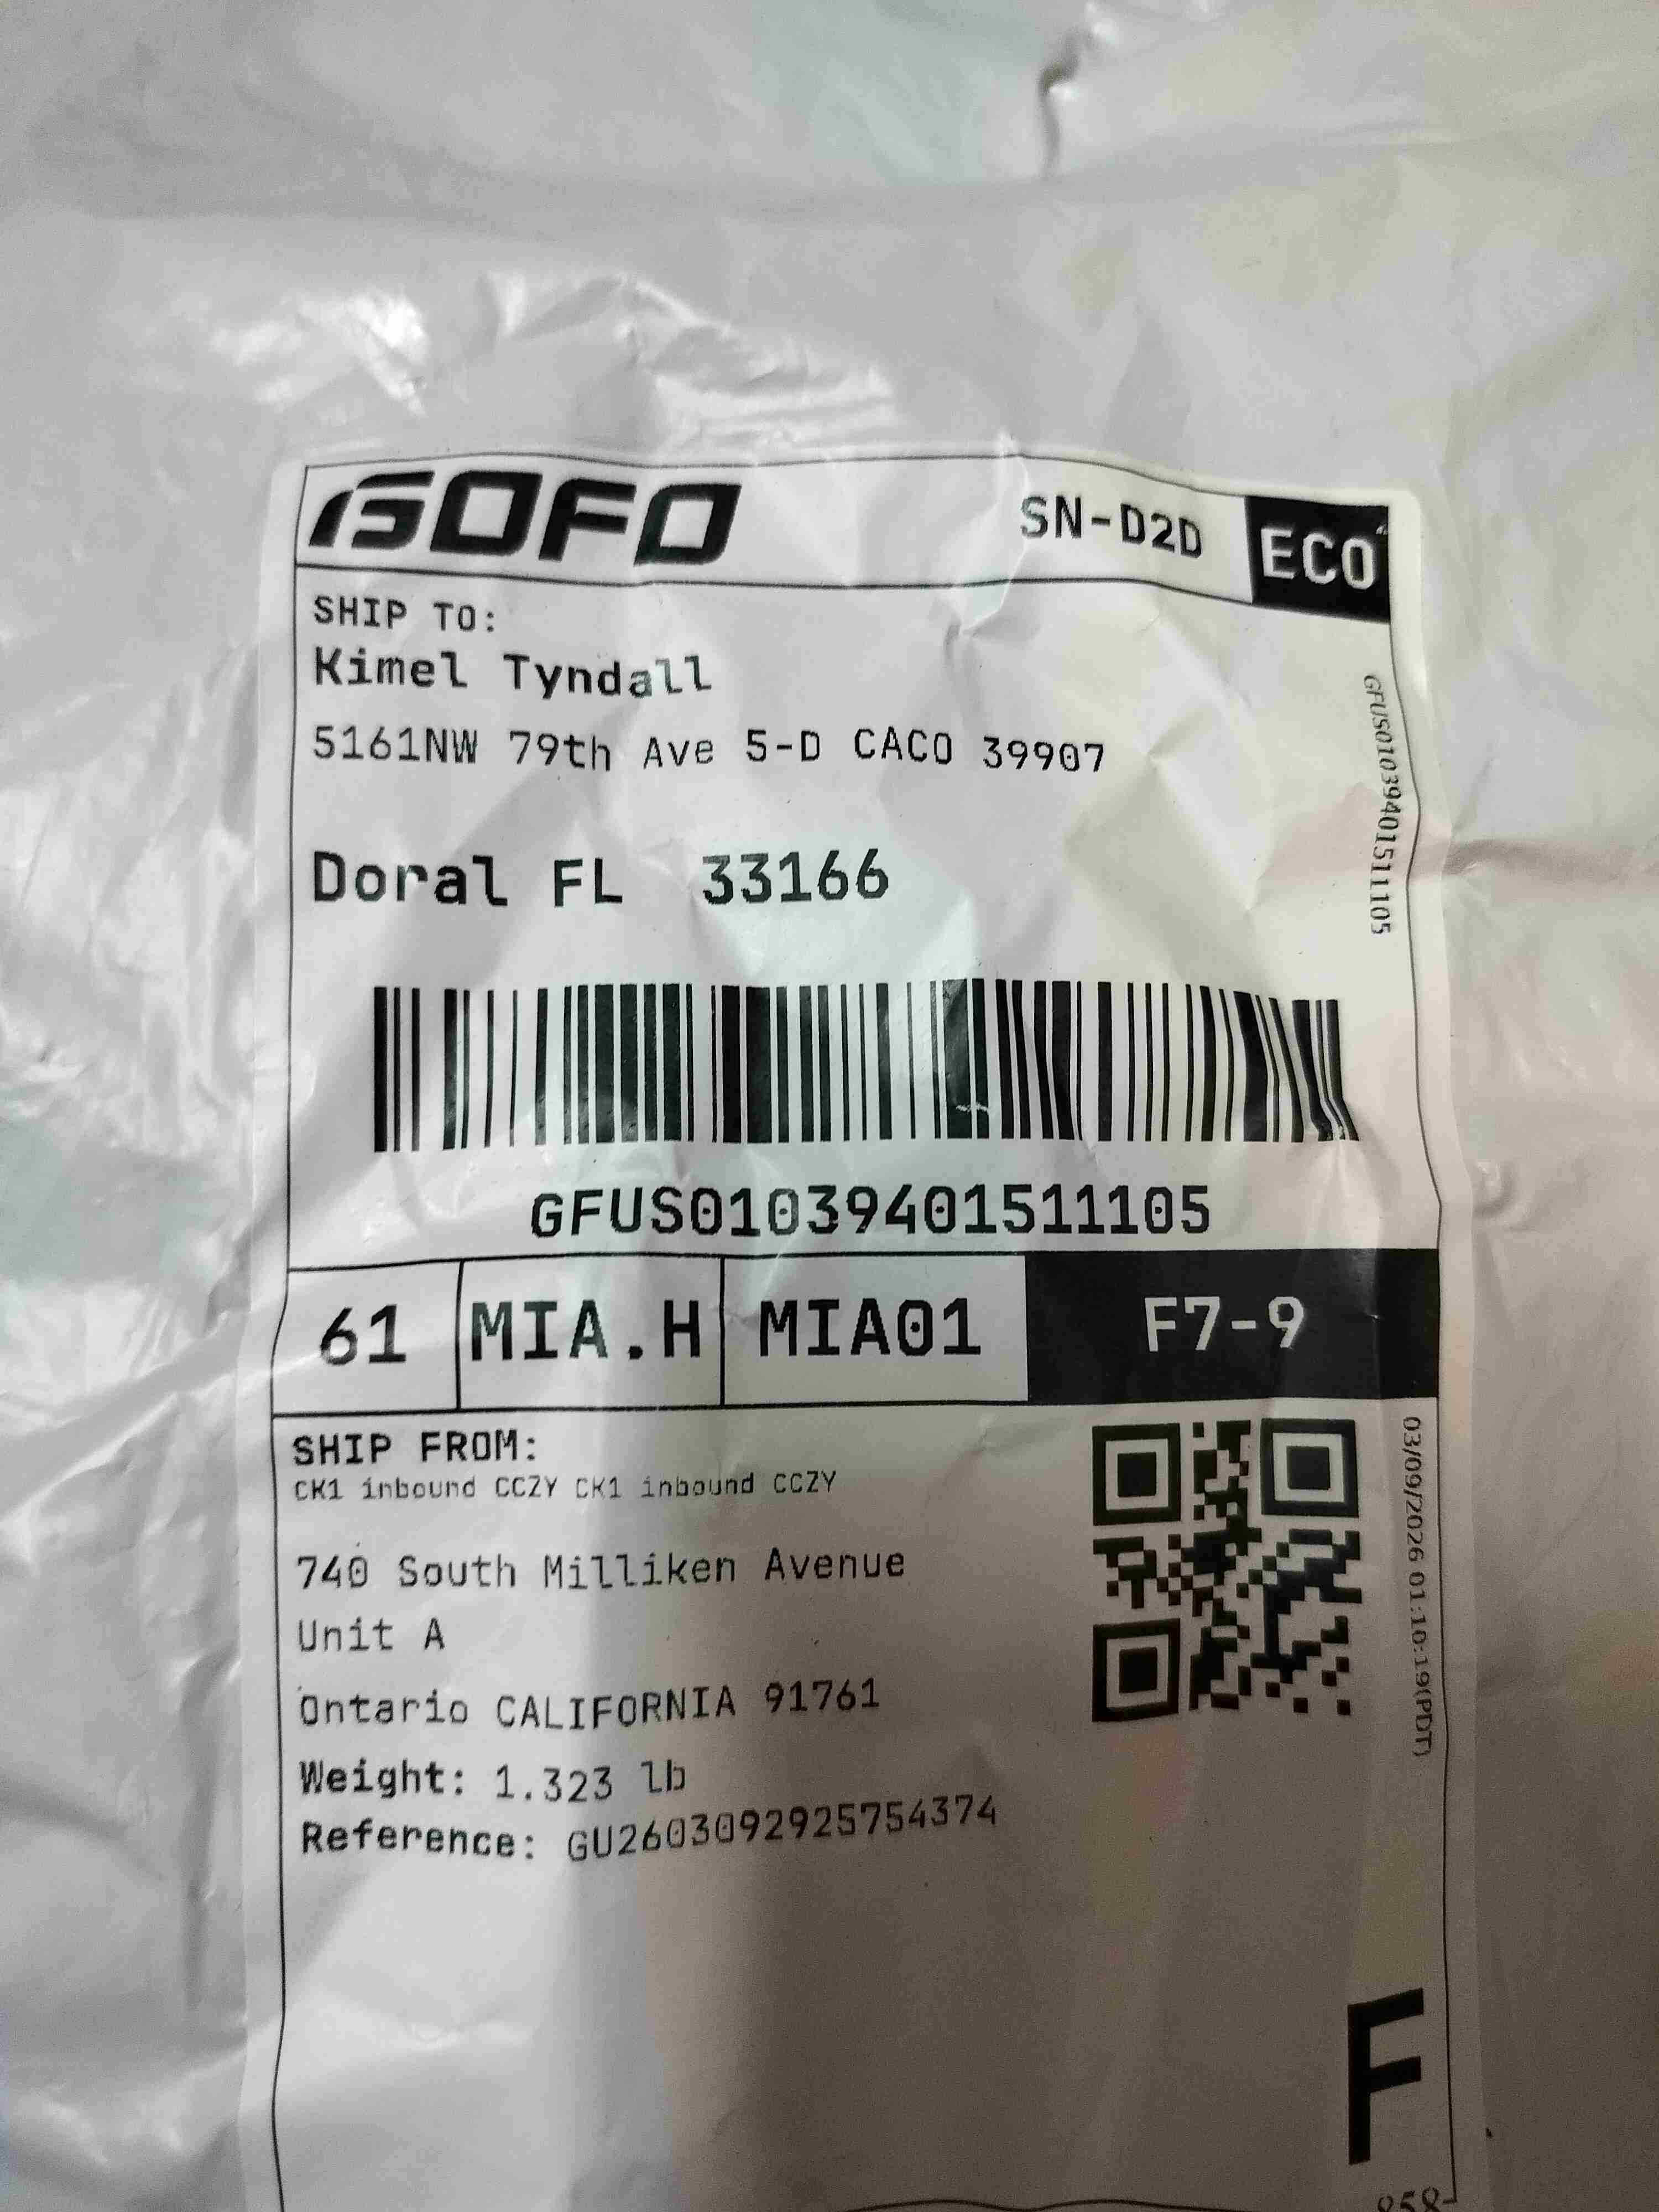 GOFO SN-D2D ECO
SHIP TO:
Kimel Tyndall
5161NW 79th Ave 5-D CACO 39907
Doral FL 33166
GFUS01039401511105
GFUS01039401511105
61 MIA.H MIA01 F7-9
SHIP FROM:
CK1 inbound CCZY CK1 inbound CCZY
740 South Milliken Avenue
Unit A
Ontario CALIFORNIA 91761
Weight: 1.323 lb
Reference: GU2603092925754374
03/09/2026 01:10:19(PDT)
F